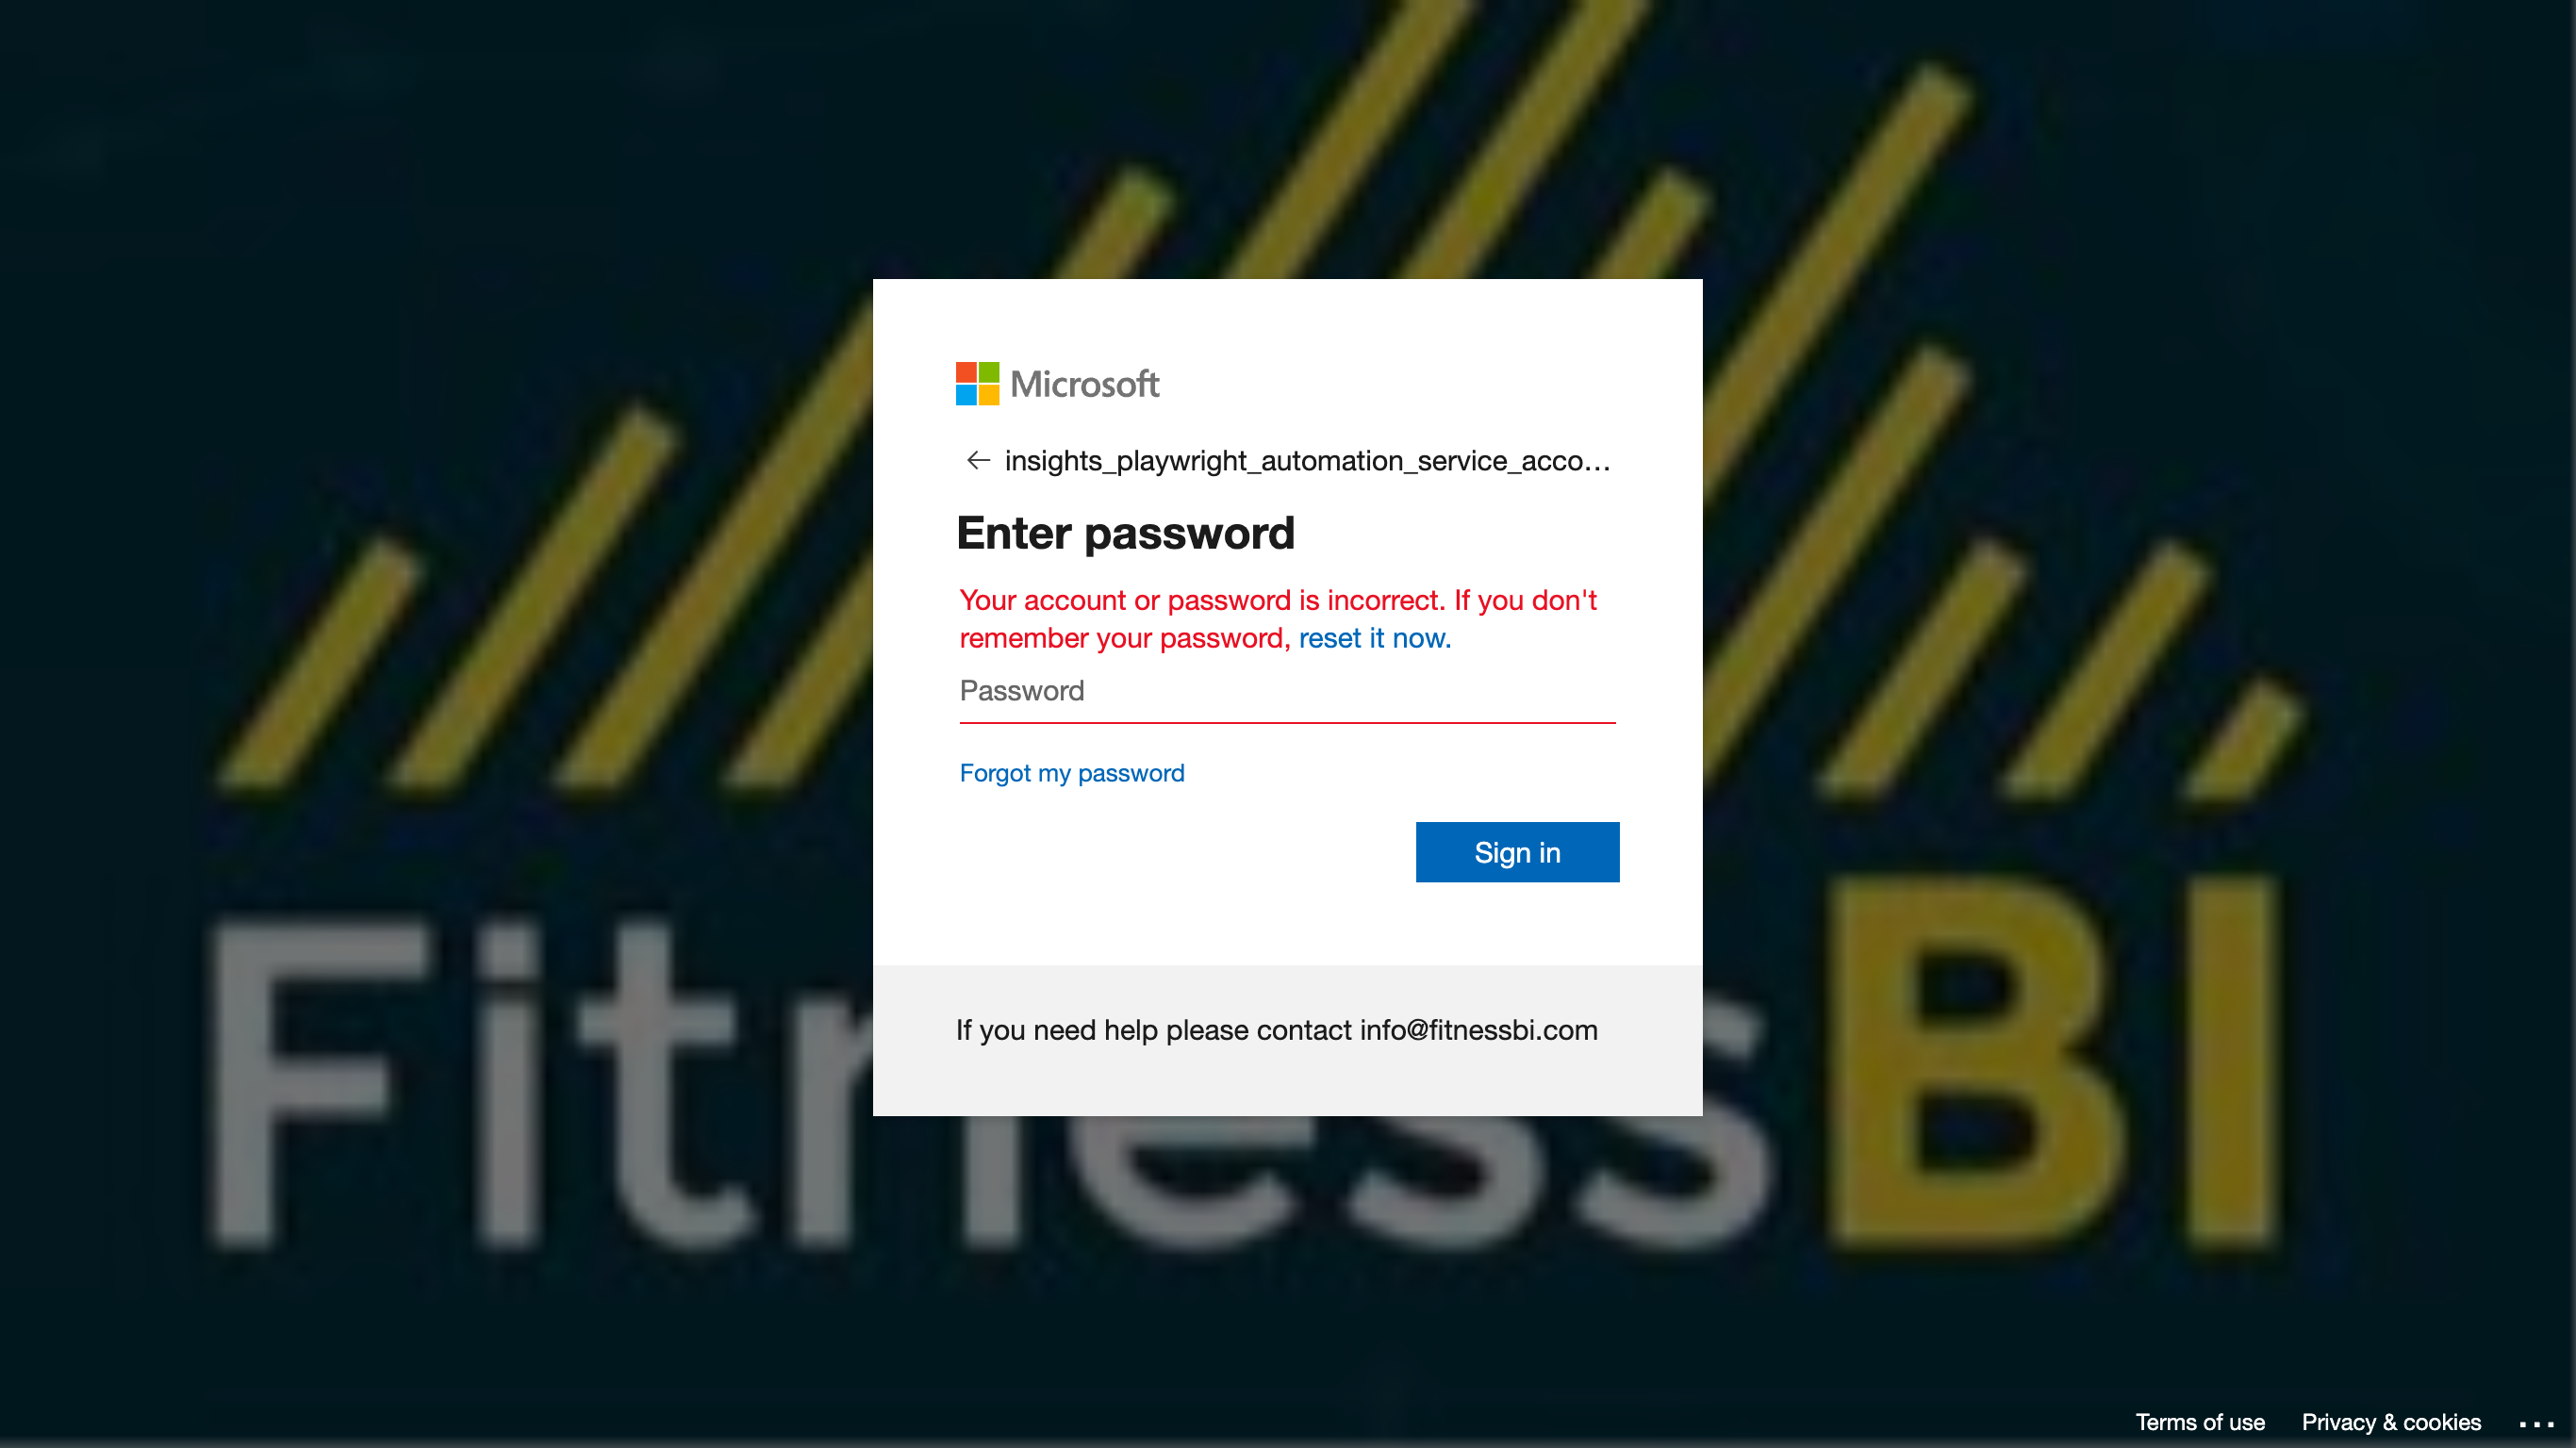 Microsoft
insights_playwright_automation_service_acco...
Enter password
Your account or password is incorrect. If you don't
remember your password, reset it now.
Password
Forgot my password
Sign in
If you need help please contact info@fitnessbi.com
FitnessBI
Terms of use Privacy & cookies ...